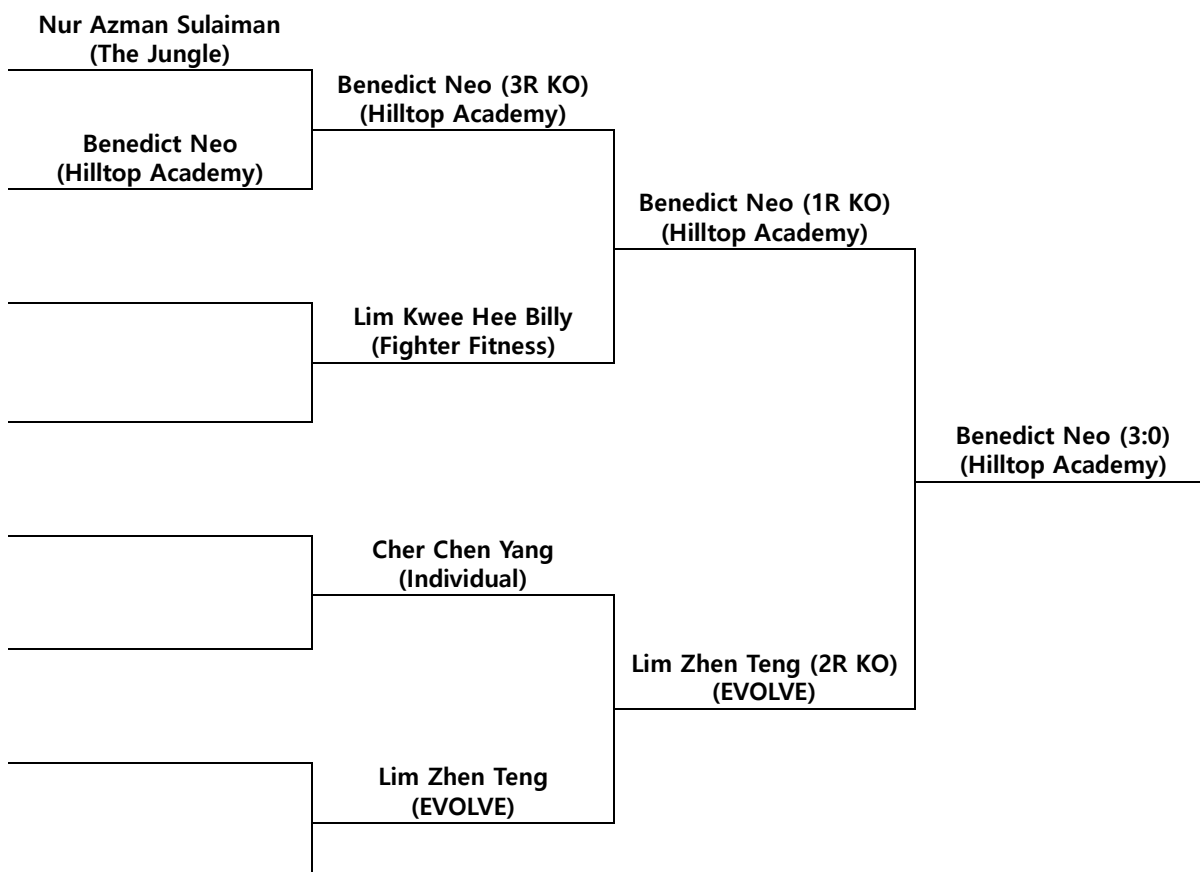 Nur Azman Sulaiman
(The Jungle)
Benedict Neo
(Hilltop Academy)
Benedict Neo (3R KO)
(Hilltop Academy)
Lim Kwee Hee Billy
(Fighter Fitness)
Cher Chen Yang
(Individual)
Lim Zhen Teng
(EVOLVE)
Benedict Neo (1R KO)
(Hilltop Academy)
Lim Zhen Teng (2R KO)
(EVOLVE)
Benedict Neo (3:0)
(Hilltop Academy)